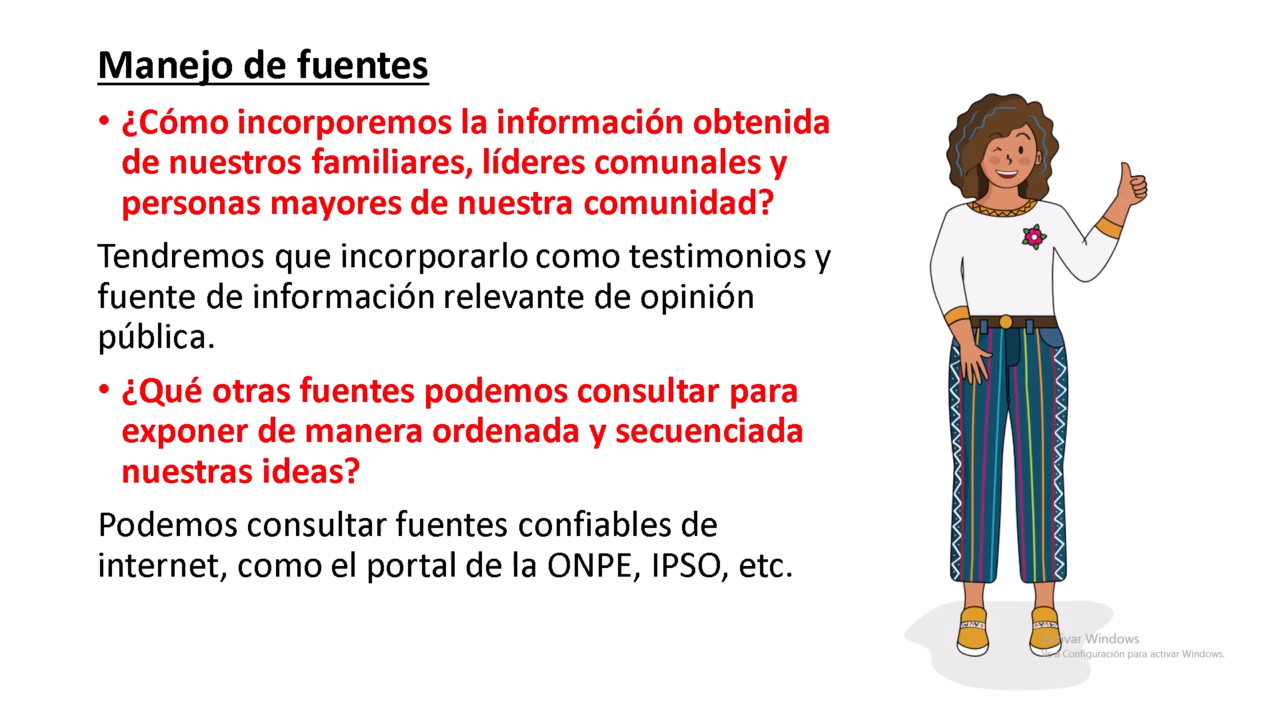 Manejo de fuentes
• ¿Cómo incorporemos la información obtenida
de nuestros familiares, líderes comunales y
personas mayores de nuestra comunidad?
Tendremos que incorporarlo como testimonios y
fuente de información relevante de opinión
pública.
• ¿Qué otras fuentes podemos consultar para
exponer de manera ordenada y secuenciada
nuestras ideas?
Podemos consultar fuentes confiables de
internet, como el portal de la ONPE, IPSO, etc.
Activar Windows
Ve a Configuración para activar Windows.